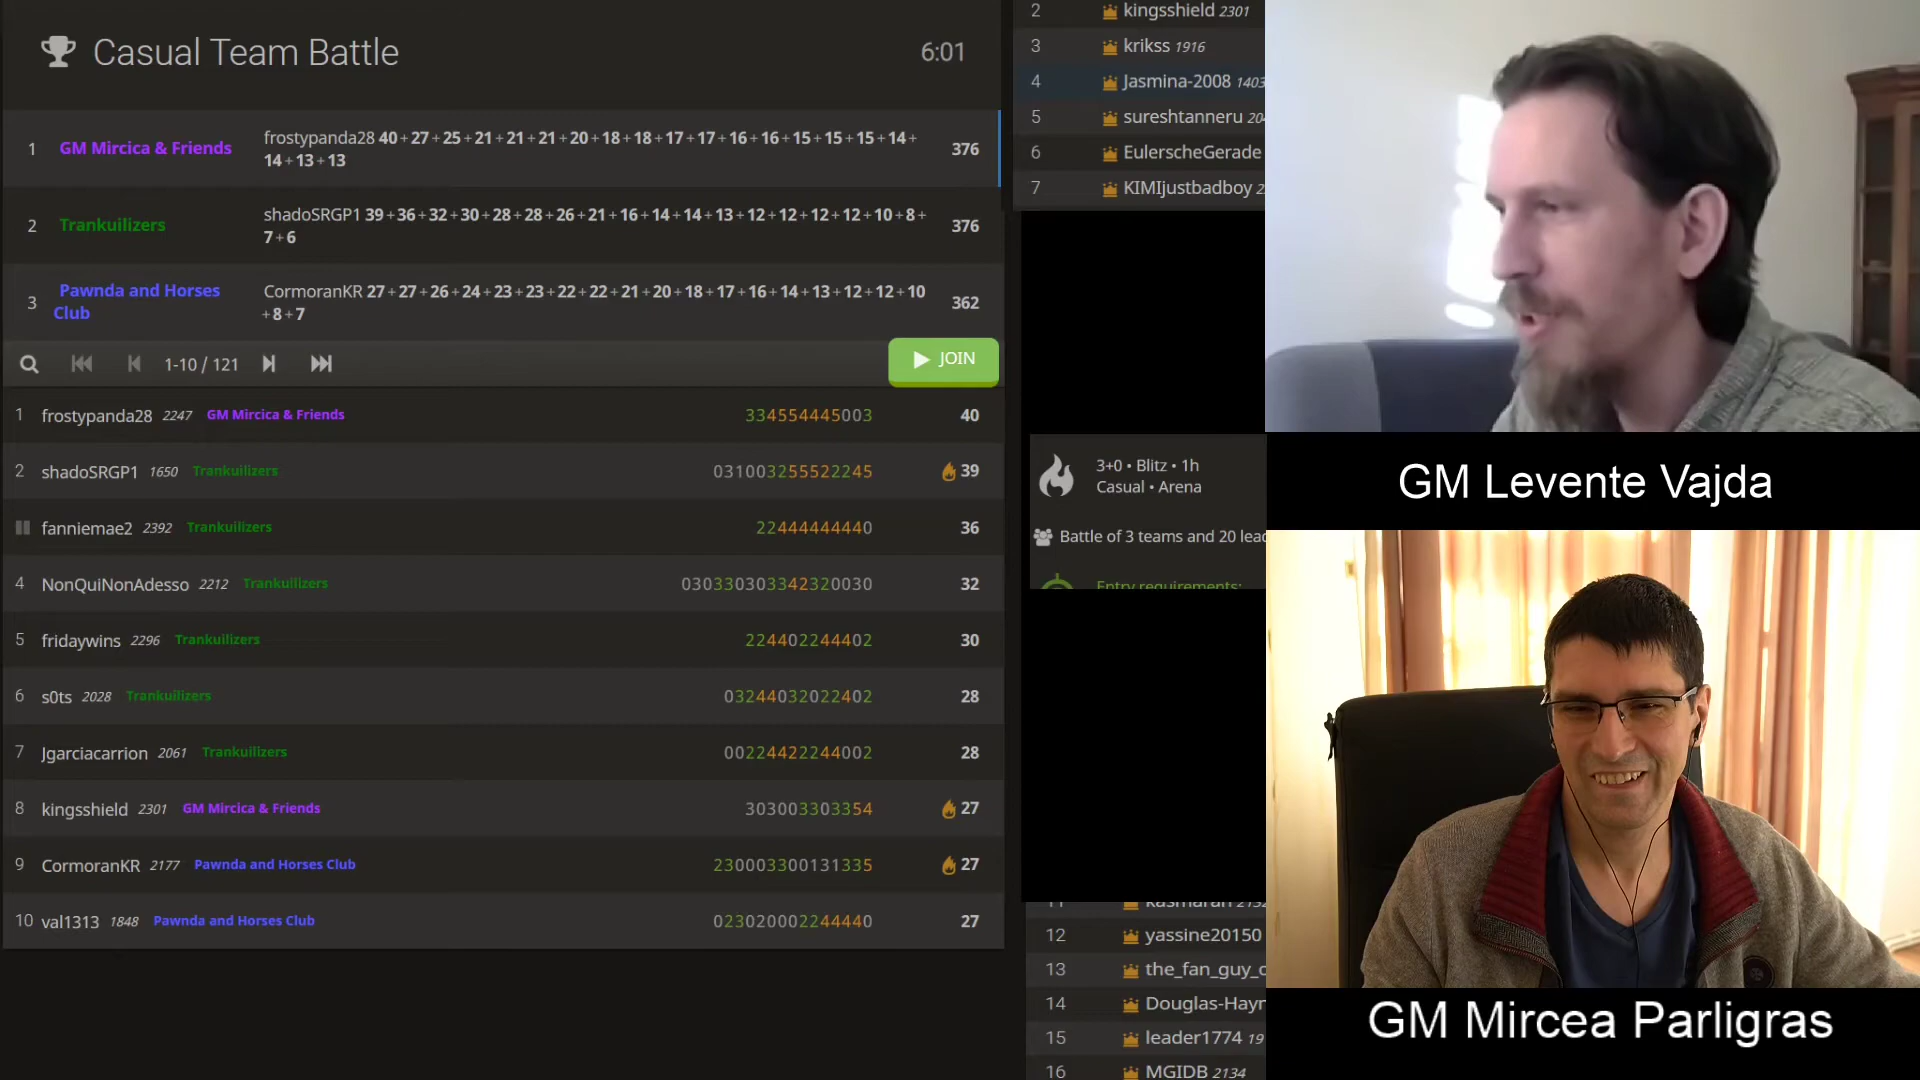 Casual Team Battle
6:01
1 GM Mircica & Friends frostypanda28 40+27+25+21+21+21+20+18+18+17+17+16+16+15+15+15+14+ 376
14+13+13
2 Trankuilizers shadoSRGP1 39+36+32+30+28+28+26+21+16+14+14+13+12+12+12+12+10+8+ 376
7+6
3 Pawnda and Horses Club CormoranKR 27+27+26+24+23+23+22+22+21+20+18+17+16+14+13+12+12+10 362
+8+7
1-10 / 121
JOIN
1 frostypanda28 2247 GM Mircica & Friends 334554445003 40
2 shadoSRGP1 1650 Trankuilizers 031003255522245 39
fanniemae2 2392 Trankuilizers 22444444440 36
4 NonQuiNonAdesso 2212 Trankuilizers 030330303342320030 32
5 fridaywins 2296 Trankuilizers 224402244402 30
6 s0ts 2028 Trankuilizers 03244032022402 28
7 Jgarciacarrion 2061 Trankuilizers 00224422244002 28
8 kingsshield 2301 GM Mircica & Friends 303003303354 27
9 CormoranKR 2177 Pawnda and Horses Club 230003300131335 27
10 val1313 1848 Pawnda and Horses Club 023020002244440 27
2 kingsshield 2301
3 krikss 1916
4 Jasmina-2008 1403
5 sureshtanneru
6 EulerscheGerade
7 KIMIjustbadboy
3+0 • Blitz • 1h
Casual • Arena
Battle of 3 teams and 20
Entry requirements:
12 yassine20150
13 the_fan_guy_
14 Douglas-Hay
15 leader1774 19
16 MGIDB 2134
GM Levente Vajda
GM Mircea Parligras